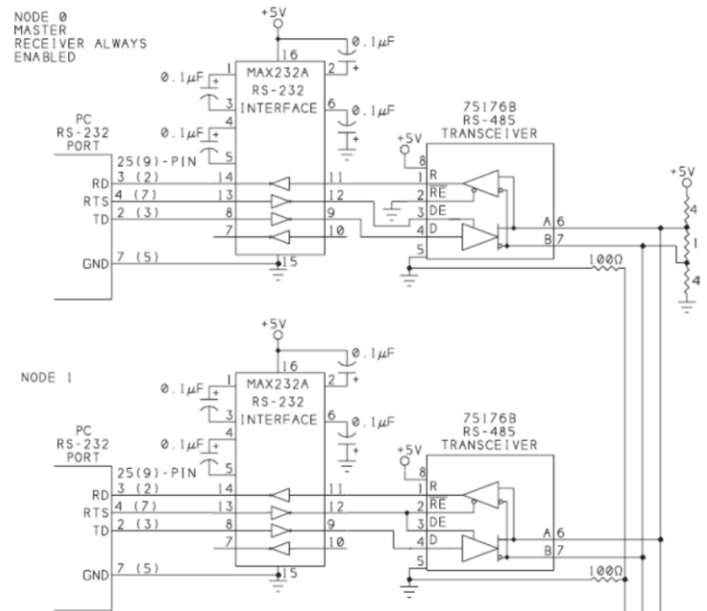 NODE 0
MASTER
RECEIVER ALWAYS
ENABLED
+5V
0.1µF
16
0.1µF
1
MAX232A
2
+
RS-232
3
INTERFACE
6
0.1µF
0.1µF
4
+
5
PC
RS-232
PORT
25(9)-PIN
RD
3 (2)
14
11
RTS
4 (7)
13
12
TD
2 (3)
8
9
7
10
GND
7 (5)
15
75176B
RS-485
TRANSCEIVER
+5V
8
1
R
2
RE
3
DE
4
D
5
A
6
B
7
100Ω
+5V
4
1
4
NODE 1
+5V
0.1µF
16
0.1µF
1
MAX232A
2
+
RS-232
3
INTERFACE
6
0.1µF
0.1µF
4
+
5
PC
RS-232
PORT
25(9)-PIN
RD
3 (2)
14
11
RTS
4 (7)
13
12
TD
2 (3)
8
9
7
10
GND
7 (5)
15
75176B
RS-485
TRANSCEIVER
+5V
8
1
R
2
RE
3
DE
4
D
5
A
6
B
7
100Ω